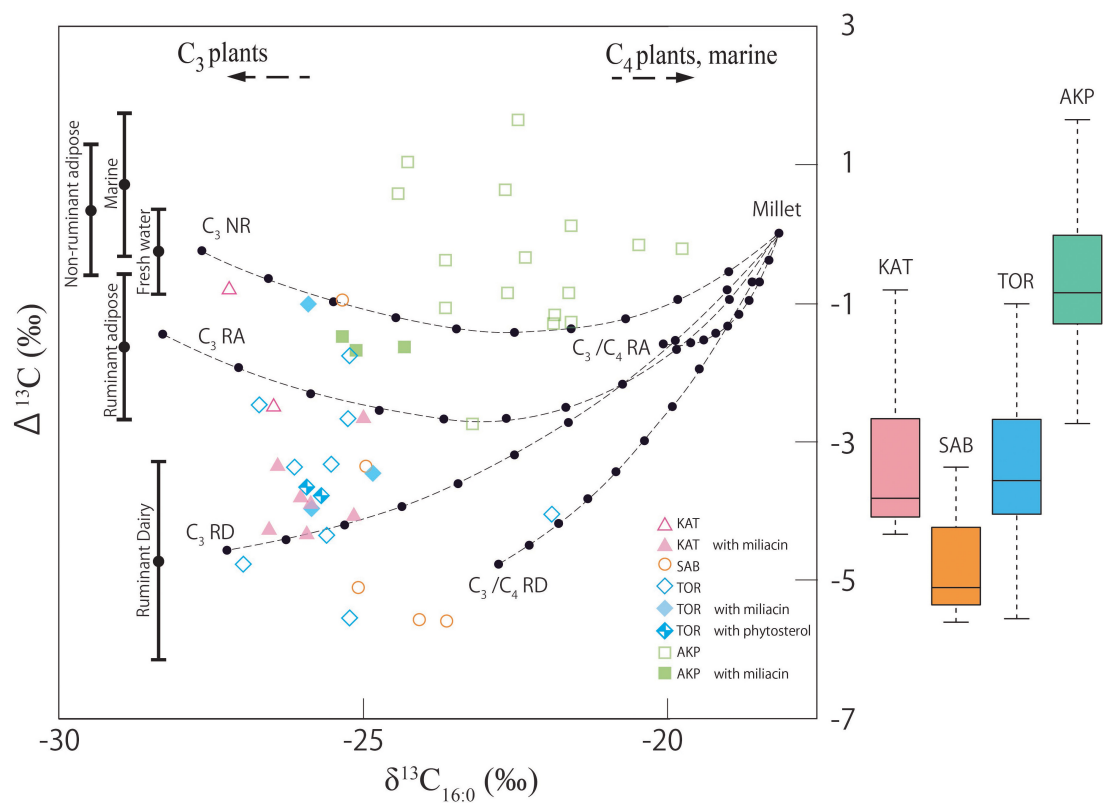 C₃ plants
C₄ plants, marine
3
1
-1
-3
-5
-7
Δ ¹³C (‰)
Non-ruminant adipose
Marine
Fresh water
Ruminant adipose
Ruminant Dairy
C₃ NR
C₃ RA
C₃ RD
C₃ /C₄ RA
C₃ /C₄ RD
Millet
KAT
KAT with miliacin
SAB
TOR
TOR with miliacin
TOR with phytosterol
AKP
AKP with miliacin
-30
-25
-20
δ¹³C₁₆:₀ (‰)
KAT
SAB
TOR
AKP